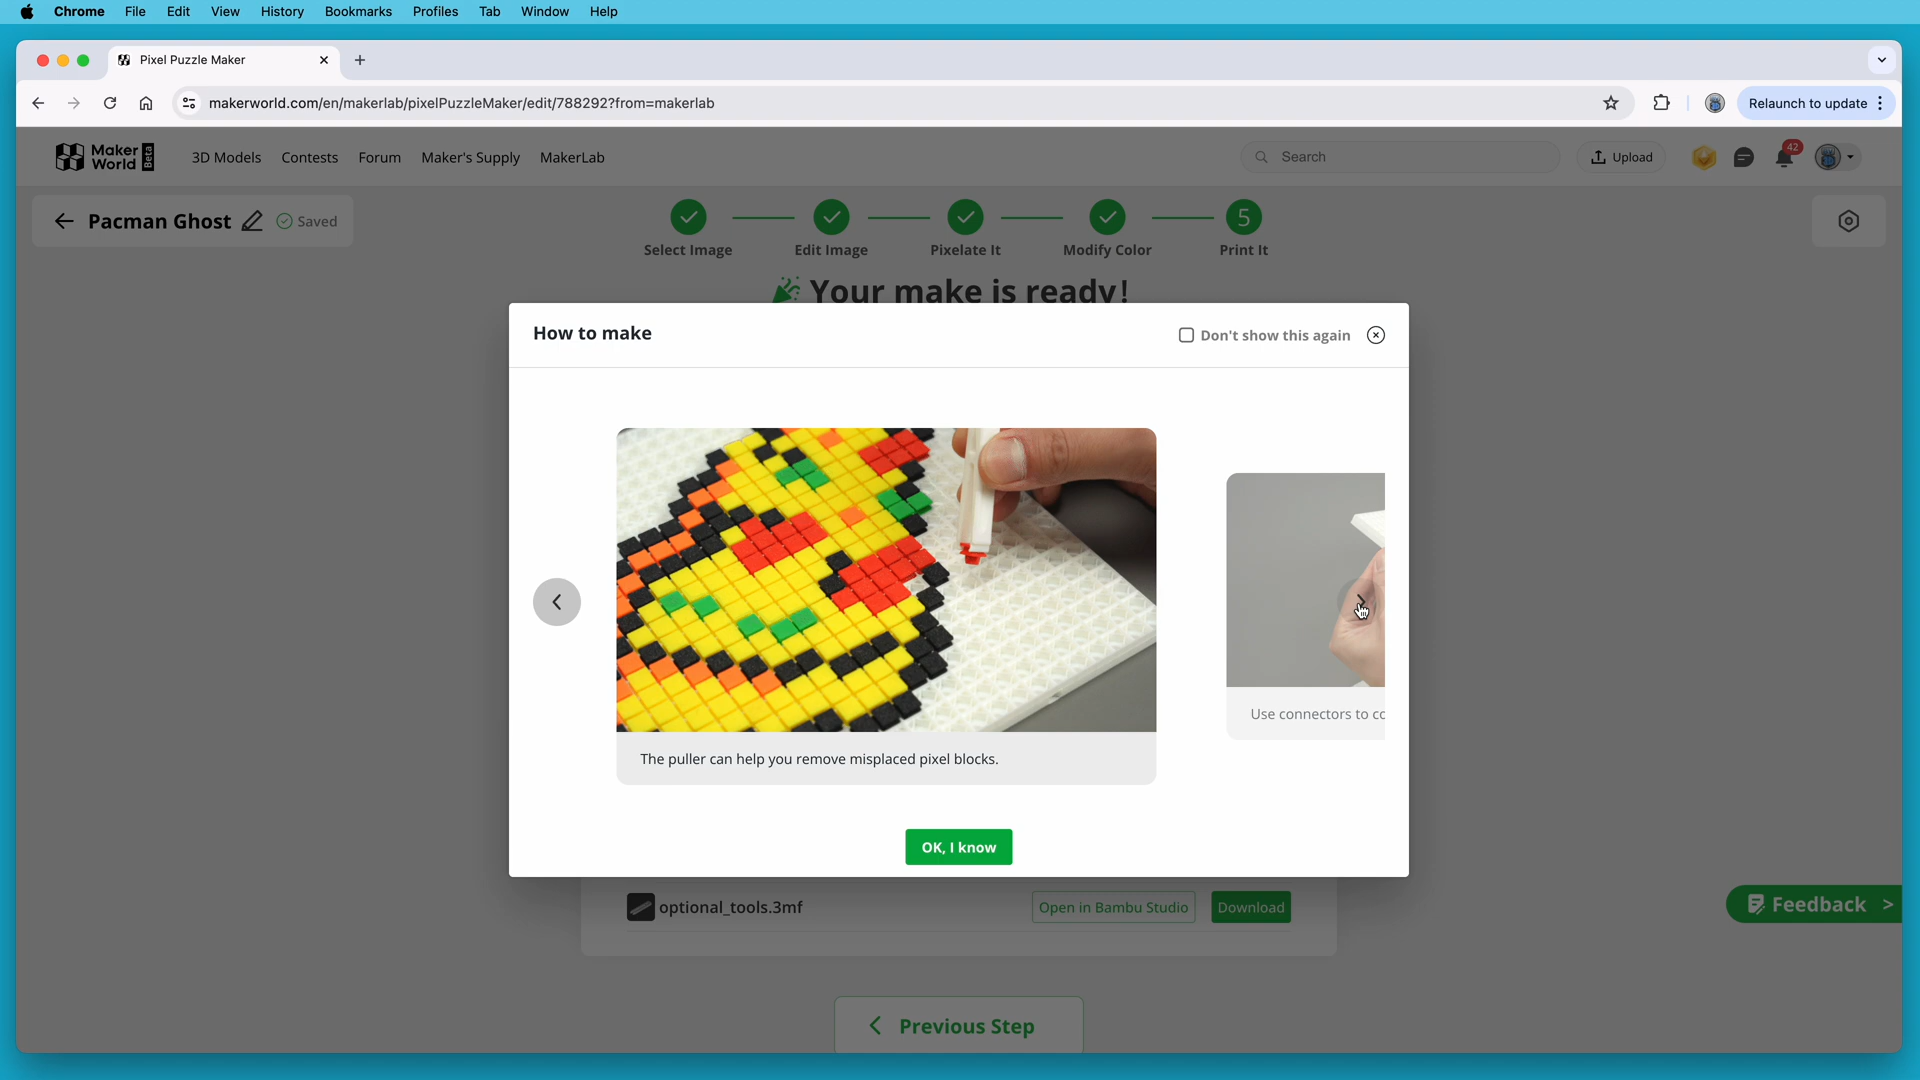 Chrome File Edit View History Bookmarks Profiles Tab Window Help
Pixel Puzzle Maker
makerworld.com/en/makerlab/pixelPuzzleMaker/edit/788292?from=makerlab
Relaunch to update
Maker World Beta
3D Models Contests Forum Maker's Supply MakerLab
Search
Upload
42
Pacman Ghost
Saved
5
Select Image Edit Image Pixelate It Modify Color Print It
Your make is ready!
How to make
Don't show this again
The puller can help you remove misplaced pixel blocks.
Use connectors to
OK, I know
optional_tools.3mf
Open in Bambu Studio
Download
Feedback >
Previous Step